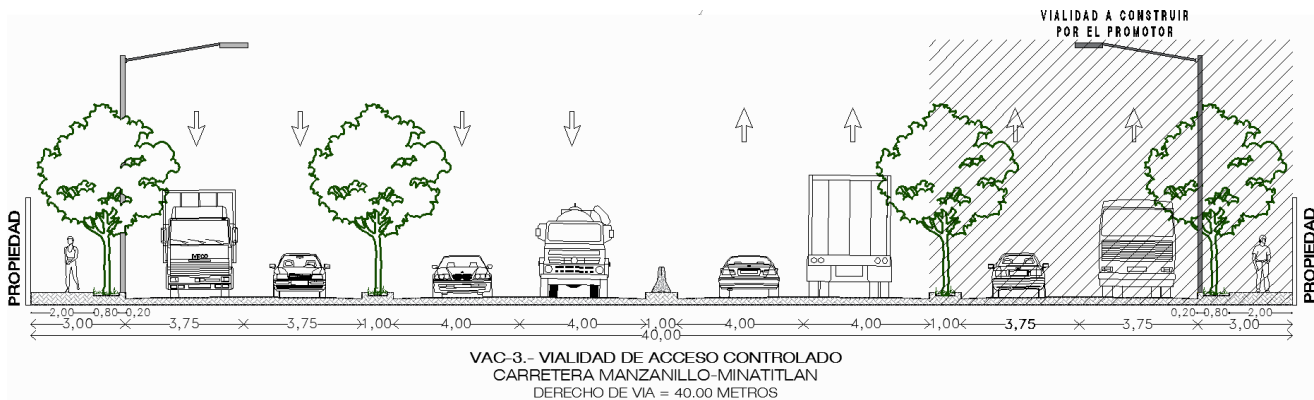 VIALIDAD A CONSTRUIR
POR EL PROMOTOR
PROPIEDAD
IVECO
PROPIEDAD
2,00 0,80 0,20 0,20 0,80 2,00
3,00 3,75 3,75 1,00 4,00 4,00 1,00 4,00 4,00 1,00 3,75 3,75 3,00
40,00
VAC-3.- VIALIDAD DE ACCESO CONTROLADO
CARRETERA MANZANILLO-MINATITLAN
DERECHO DE VIA = 40.00 METROS